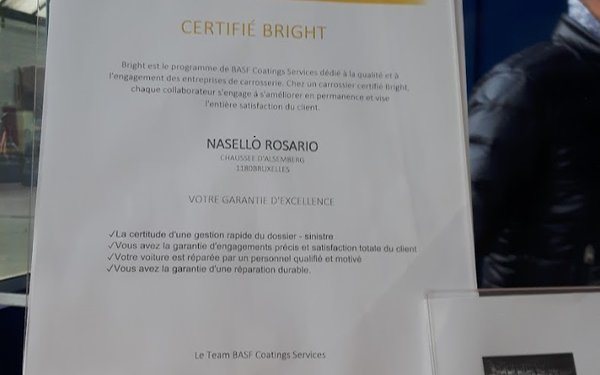 CERTIFIÉ BRIGHT
Bright est le programme de BASF Coatings Services dédié à la qualité et à
l'engagement des entreprises de carrosserie. Chez un carrossier certifié Bright,
chaque collaborateur s'engage à s'améliorer en permanence et vise
l'entière satisfaction du client.
NASELLÒ ROSARIO
CHAUSSEE D'ALSEMBERG
1180BRUXELLES
VOTRE GARANTIE D'EXCELLENCE
✓La certitude d'une gestion rapide du dossier - sinistre
✓Vous avez la garantie d'engagements précis et satisfaction totale du client
✓Votre voiture est réparée par un personnel qualifié et motivé
✓Vous avez la garantie d'une réparation durable.
Le Team BASF Coatings Services